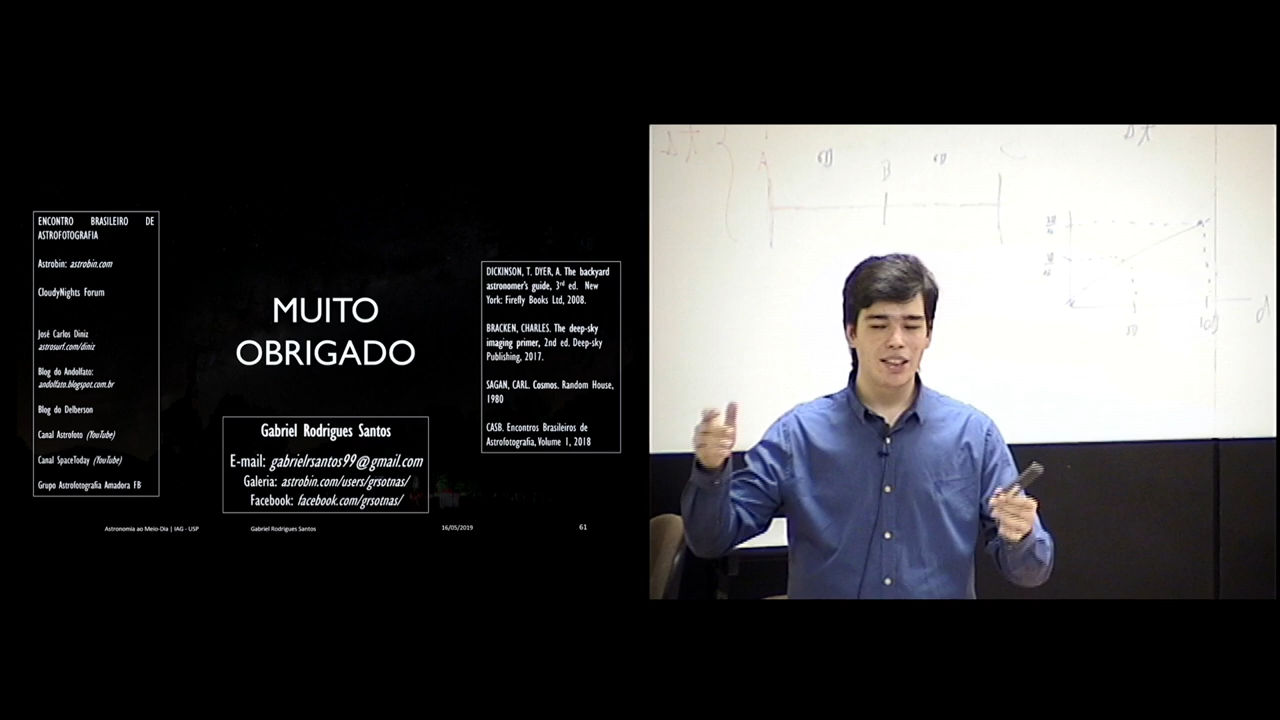 ENCONTRO BRASILEIRO DE
ASTROFOTOGRAFIA
Astrobin: astrobin.com
CloudyNights Forum
José Carlos Diniz
astrosurf.com/diniz
Blog do Andolfato:
andolfato.blogspot.com.br
Blog do Delberson
Canal Astrofoto (YouTube)
Canal SpaceToday (YouTube)
Grupo Astrofotografia Amadora FB
MUITO
OBRIGADO
Gabriel Rodrigues Santos
E-mail: gabrielrsantos99@gmail.com
Galeria: astrobin.com/users/grsotnas/
Facebook: facebook.com/grsotnas/
DICKINSON, T. DYER, A. The backyard
astronomer's guide, 3rd ed. New
York: Firefly Books Ltd, 2008.
BRACKEN, CHARLES. The deep-sky
imaging primer, 2nd ed. Deep-sky
Publishing, 2017.
SAGAN, CARL. Cosmos. Random House,
1980
CASB. Encontros Brasileiros de
Astrofotografia, Volume 1, 2018
Astronomia ao Meio-Dia | IAG - USP
Gabriel Rodrigues Santos
16/05/2019
61
A
B
C
d